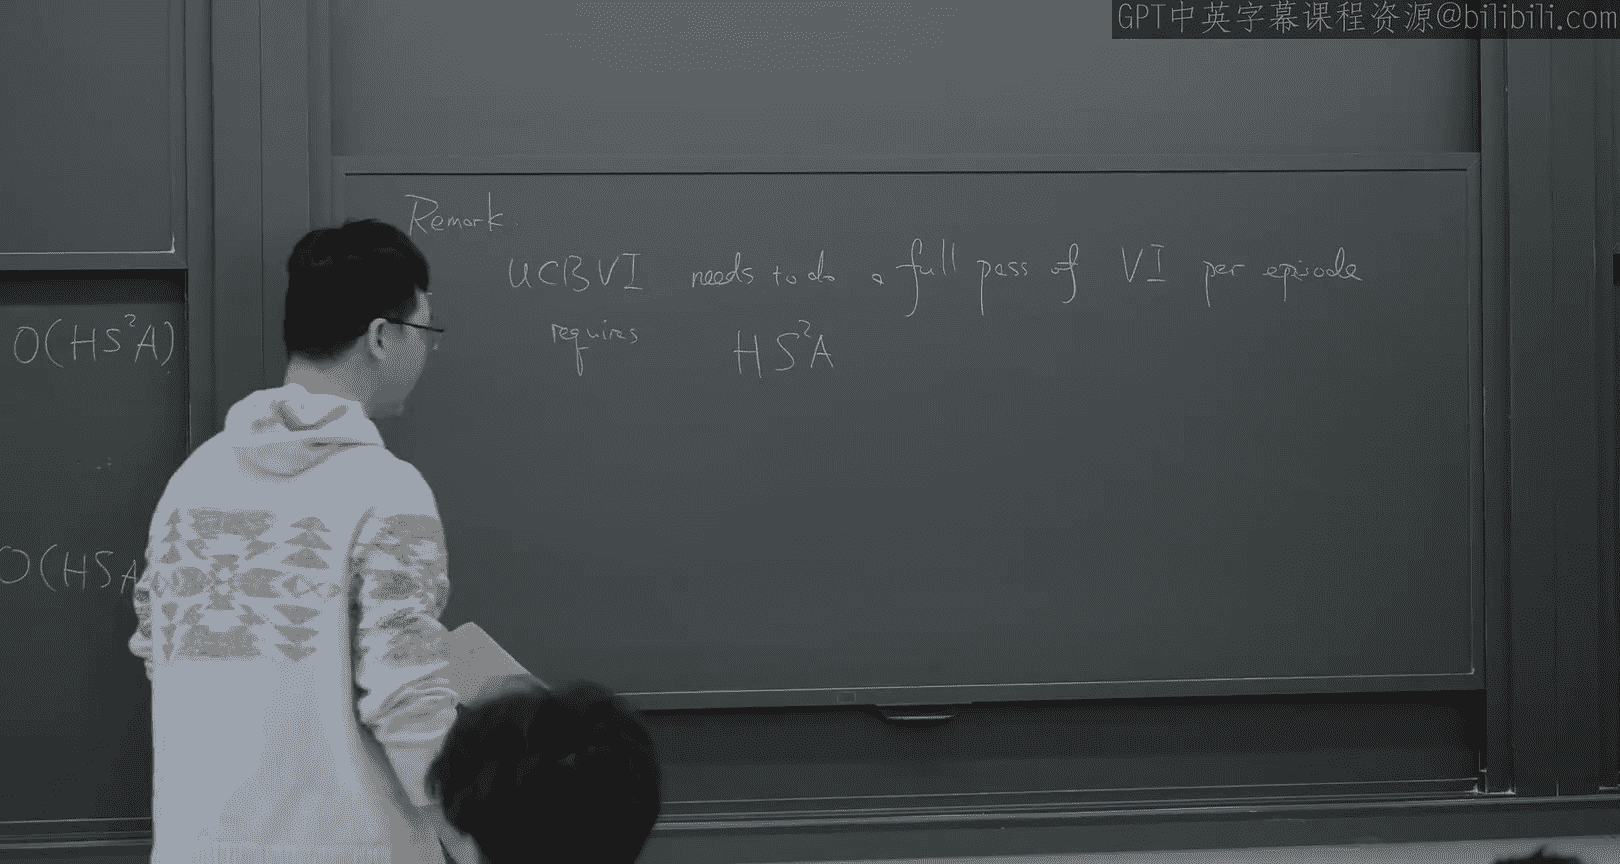 GPT中英字幕课程资源@bilibili.com
Remark.
UCBVI needs to do a full pass of VI per episode
requires HS²A
O(HS²A)
O(HSA